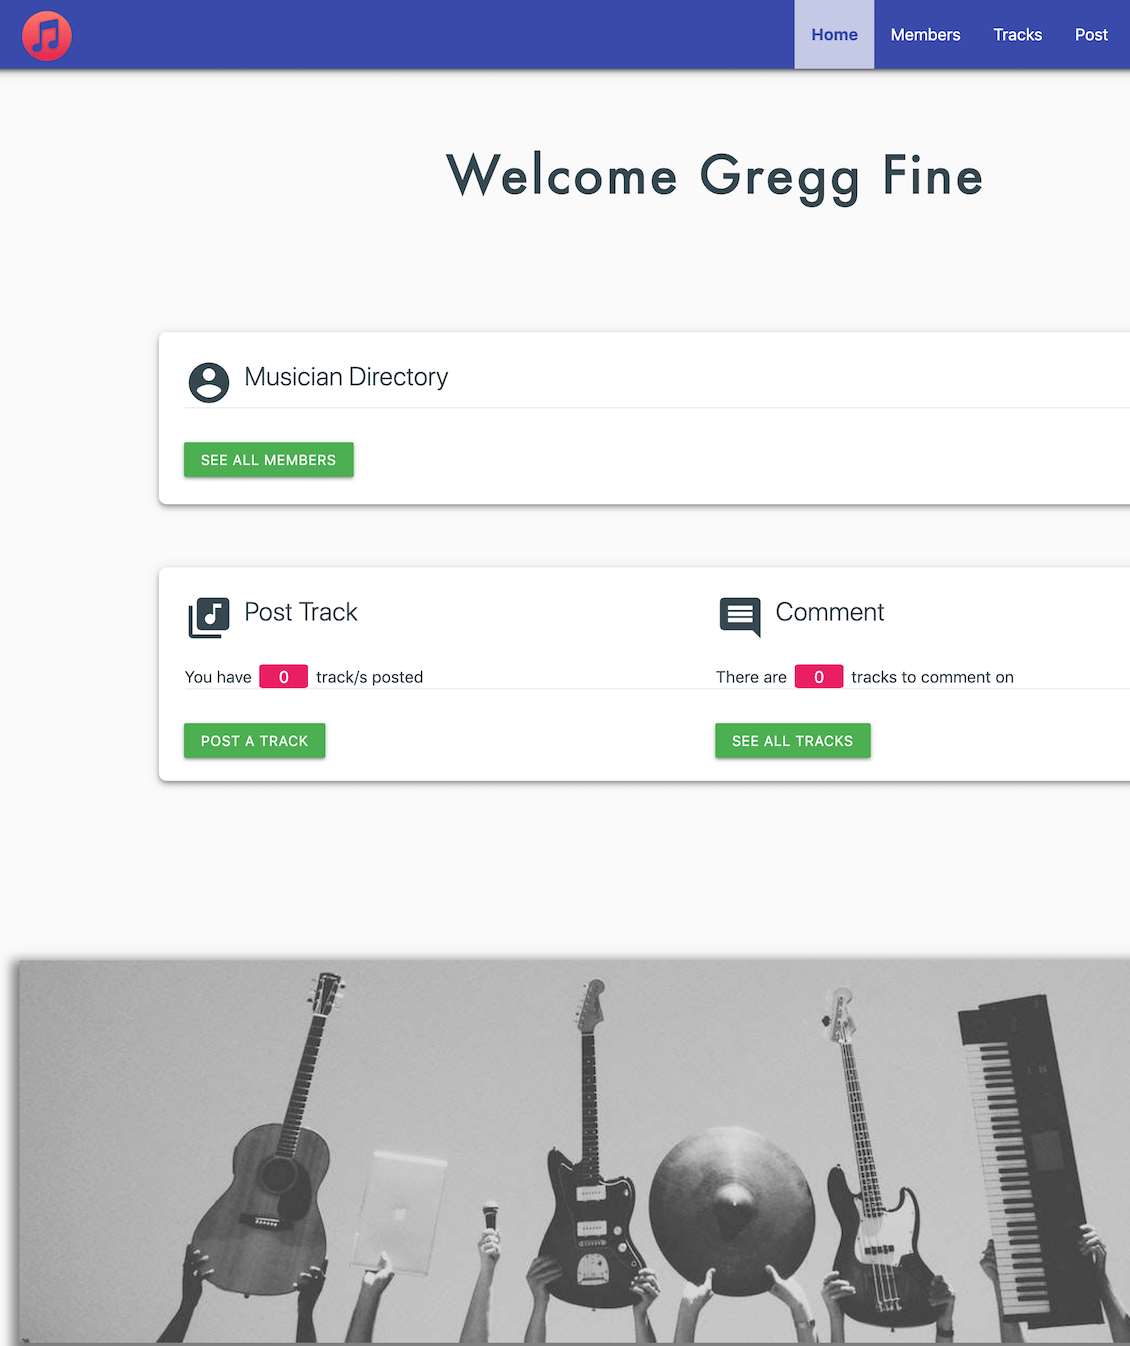 Home Members Tracks Post
Welcome Gregg Fine
Musician Directory
SEE ALL MEMBERS
Post Track
You have 0 track/s posted
POST A TRACK
Comment
There are 0 tracks to comment on
SEE ALL TRACKS